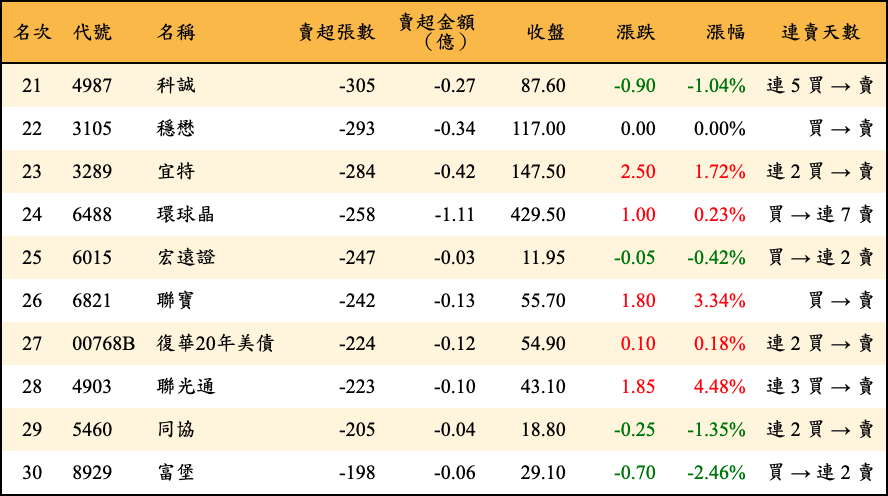 名次 代號 名稱 賣超張數 賣超金額（億） 收盤 漲跌 漲幅 連賣天數
21 4987 科誠 -305 -0.27 87.60 -0.90 -1.04% 連 5 買 → 賣
22 3105 穩懋 -293 -0.34 117.00 0.00 0.00% 買 → 賣
23 3289 宜特 -284 -0.42 147.50 2.50 1.72% 連 2 買 → 賣
24 6488 環球晶 -258 -1.11 429.50 1.00 0.23% 買 → 連 7 賣
25 6015 宏遠證 -247 -0.03 11.95 -0.05 -0.42% 買 → 連 2 賣
26 6821 聯寶 -242 -0.13 55.70 1.80 3.34% 買 → 賣
27 00768B 復華20年美債 -224 -0.12 54.90 0.10 0.18% 連 2 買 → 賣
28 4903 聯光通 -223 -0.10 43.10 1.85 4.48% 連 3 買 → 賣
29 5460 同協 -205 -0.04 18.80 -0.25 -1.35% 連 2 買 → 賣
30 8929 富堡 -198 -0.06 29.10 -0.70 -2.46% 買 → 連 2 賣